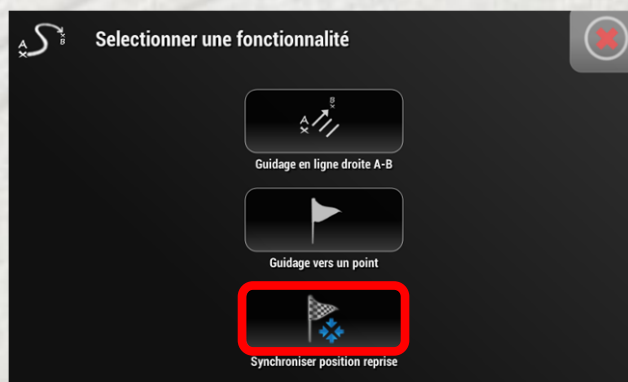 A B
Selectionner une fonctionnalité
A B
Guidage en ligne droite A-B
Guidage vers un point
Synchroniser position reprise